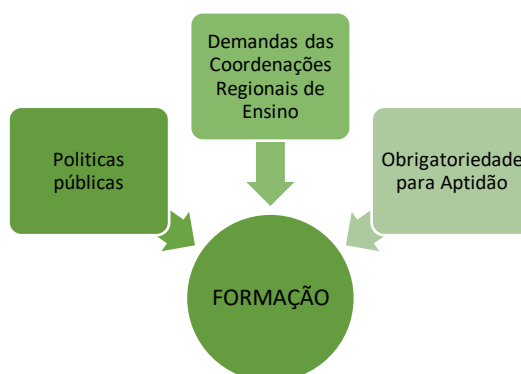 Demandas das
Coordenações
Regionais de
Ensino
Politicas
públicas
Obrigatoriedade
para Aptidão
FORMAÇÃO